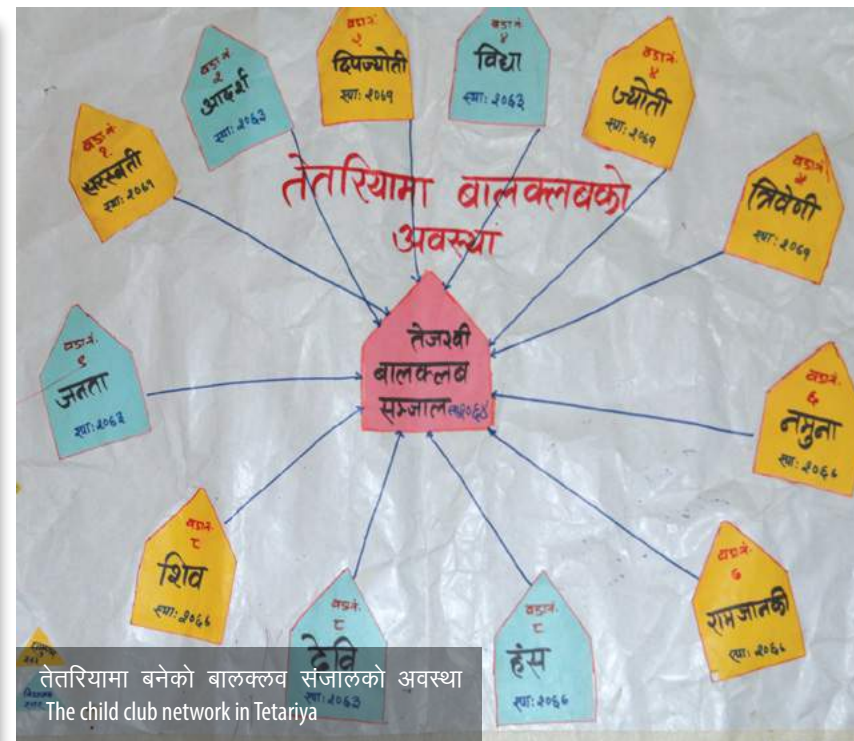 वडा नं.
२
आदर्श
स्था: २०६३
वडा नं.
२
दिपज्योती
स्था: २०६१
वडा नं.
४
विद्या
स्था: २०६३
वडा नं.
४
ज्योती
स्था: २०६१
वडा नं.
१
सरस्वती
स्था: २०६१
वडा नं.
५
त्रिवेणी
स्था: २०६१
तेतरियामा बालक्लबको
अवस्था
तेजस्वी
बालक्लब
सञ्जाल स्था: २०६४
वडा नं.
९
जनता
स्था: २०६३
वडा नं.
६
नमुना
स्था: २०६६
वडा नं.
८
शिव
स्था: २०६६
वडा नं.
७
रामजानकी
स्था: २०६६
वडा नं.
८
देवि
स्था: २०६३
वडा नं.
८
हंस
स्था: २०६६
तेतरियामा बनेको बालक्लव संजालको अवस्था
The child club network in Tetariya